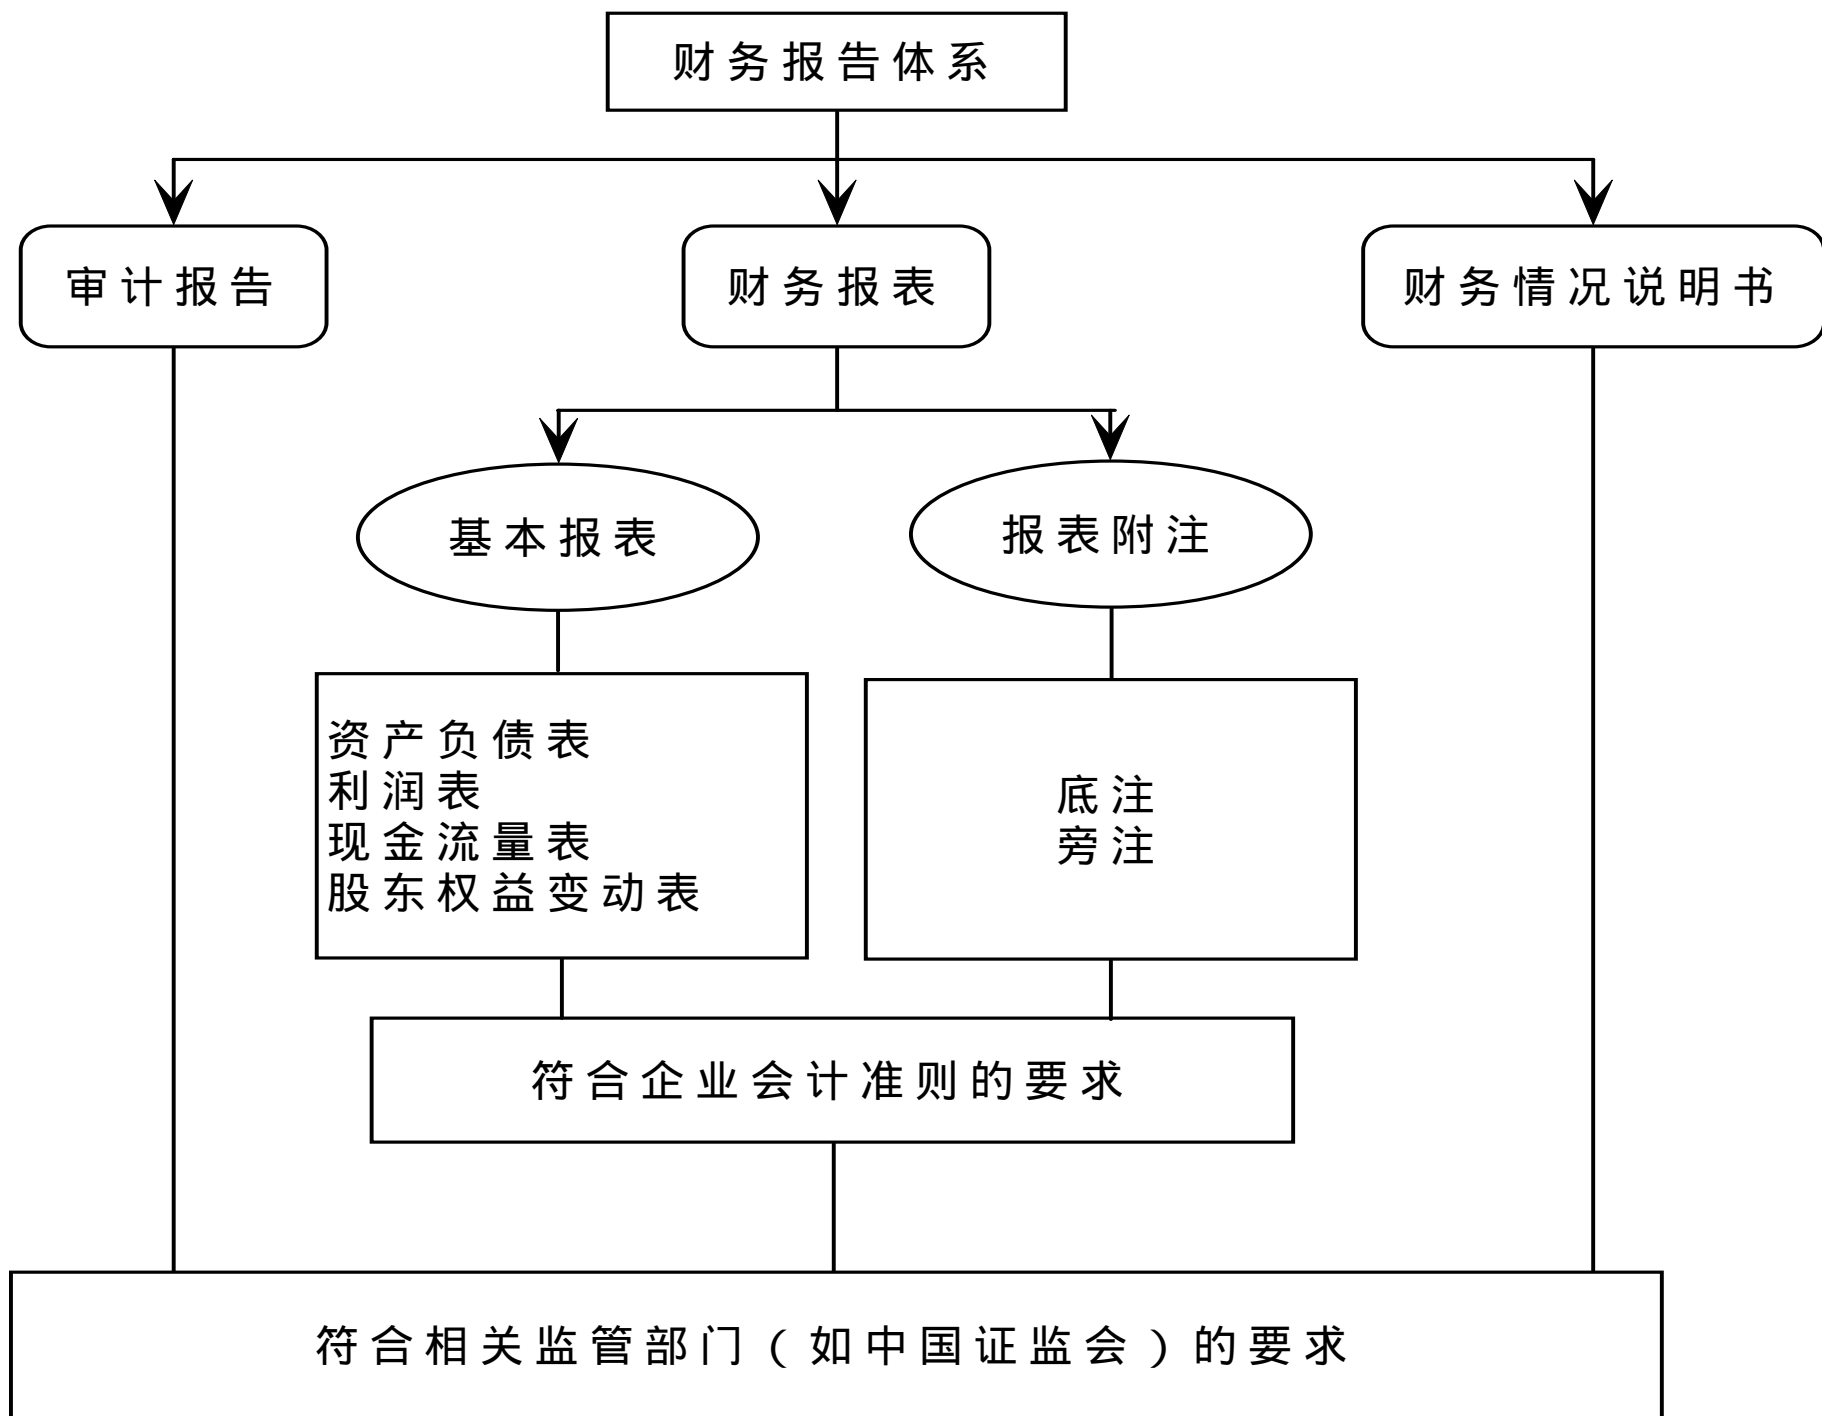 财务报告体系
审计报告
财务报表
财务情况说明书
基本报表
报表附注
资产负债表
利润表
现金流量表
股东权益变动表
底注
旁注
符合企业会计准则的要求
符合相关监管部门（如中国证监会）的要求